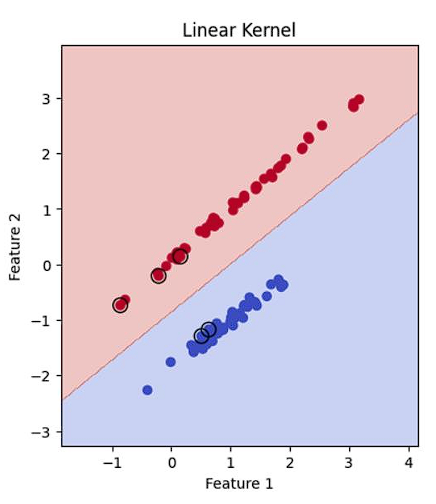 Linear Kernel
Feature 2
3
2
1
0
−1
−2
−3
−1 0 1 2 3 4
Feature 1